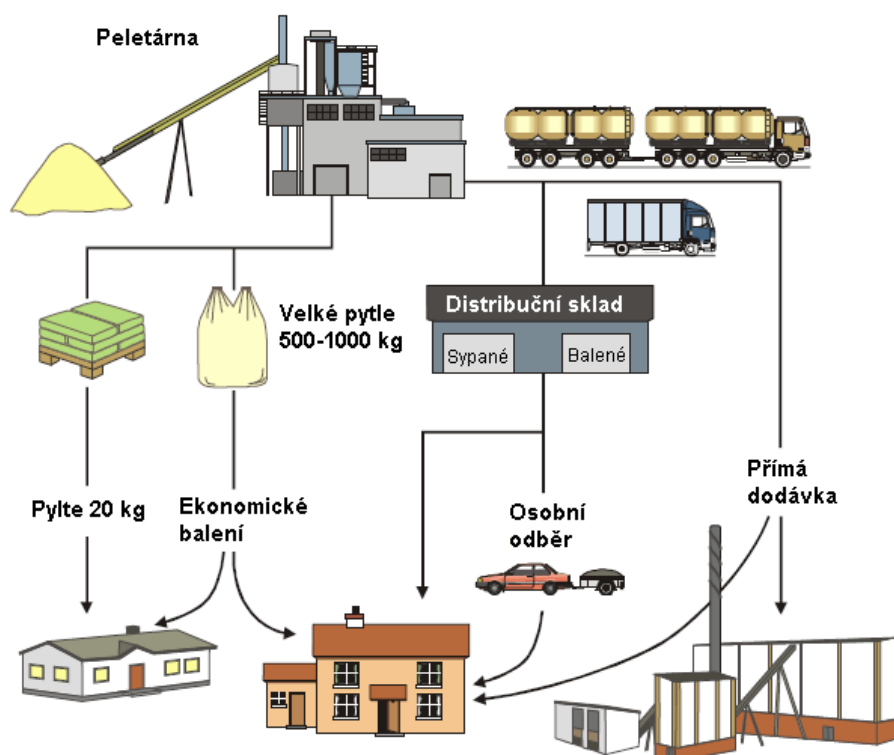 Peletárna
Velké pytle
500-1000 kg
Distribuční sklad
Sypané
Balené
Přímá
dodávka
Pylte 20 kg
Ekonomické
balení
Osobní
odběr